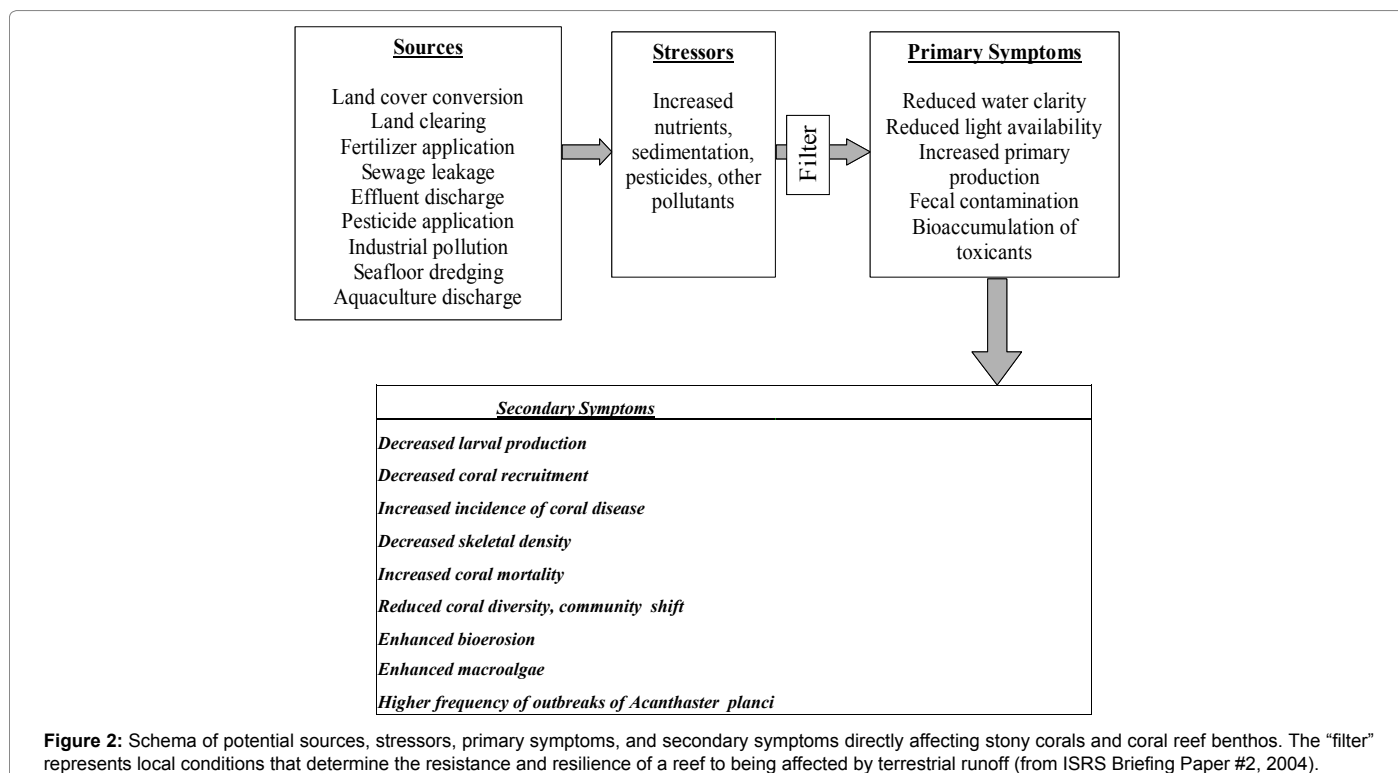 Sources
Land cover conversion
Land clearing
Fertilizer application
Sewage leakage
Effluent discharge
Pesticide application
Industrial pollution
Seafloor dredging
Aquaculture discharge
Stressors
Increased
nutrients,
sedimentation,
pesticides, other
pollutants
Filter
Primary Symptoms
Reduced water clarity
Reduced light availability
Increased primary
production
Fecal contamination
Bioaccumulation of
toxicants
Secondary Symptoms
Decreased larval production
Decreased coral recruitment
Increased incidence of coral disease
Decreased skeletal density
Increased coral mortality
Reduced coral diversity, community shift
Enhanced bioerosion
Enhanced macroalgae
Higher frequency of outbreaks of Acanthaster planci
Figure 2: Schema of potential sources, stressors, primary symptoms, and secondary symptoms directly affecting stony corals and coral reef benthos. The “filter”
represents local conditions that determine the resistance and resilience of a reef to being affected by terrestrial runoff (from ISRS Briefing Paper #2, 2004).